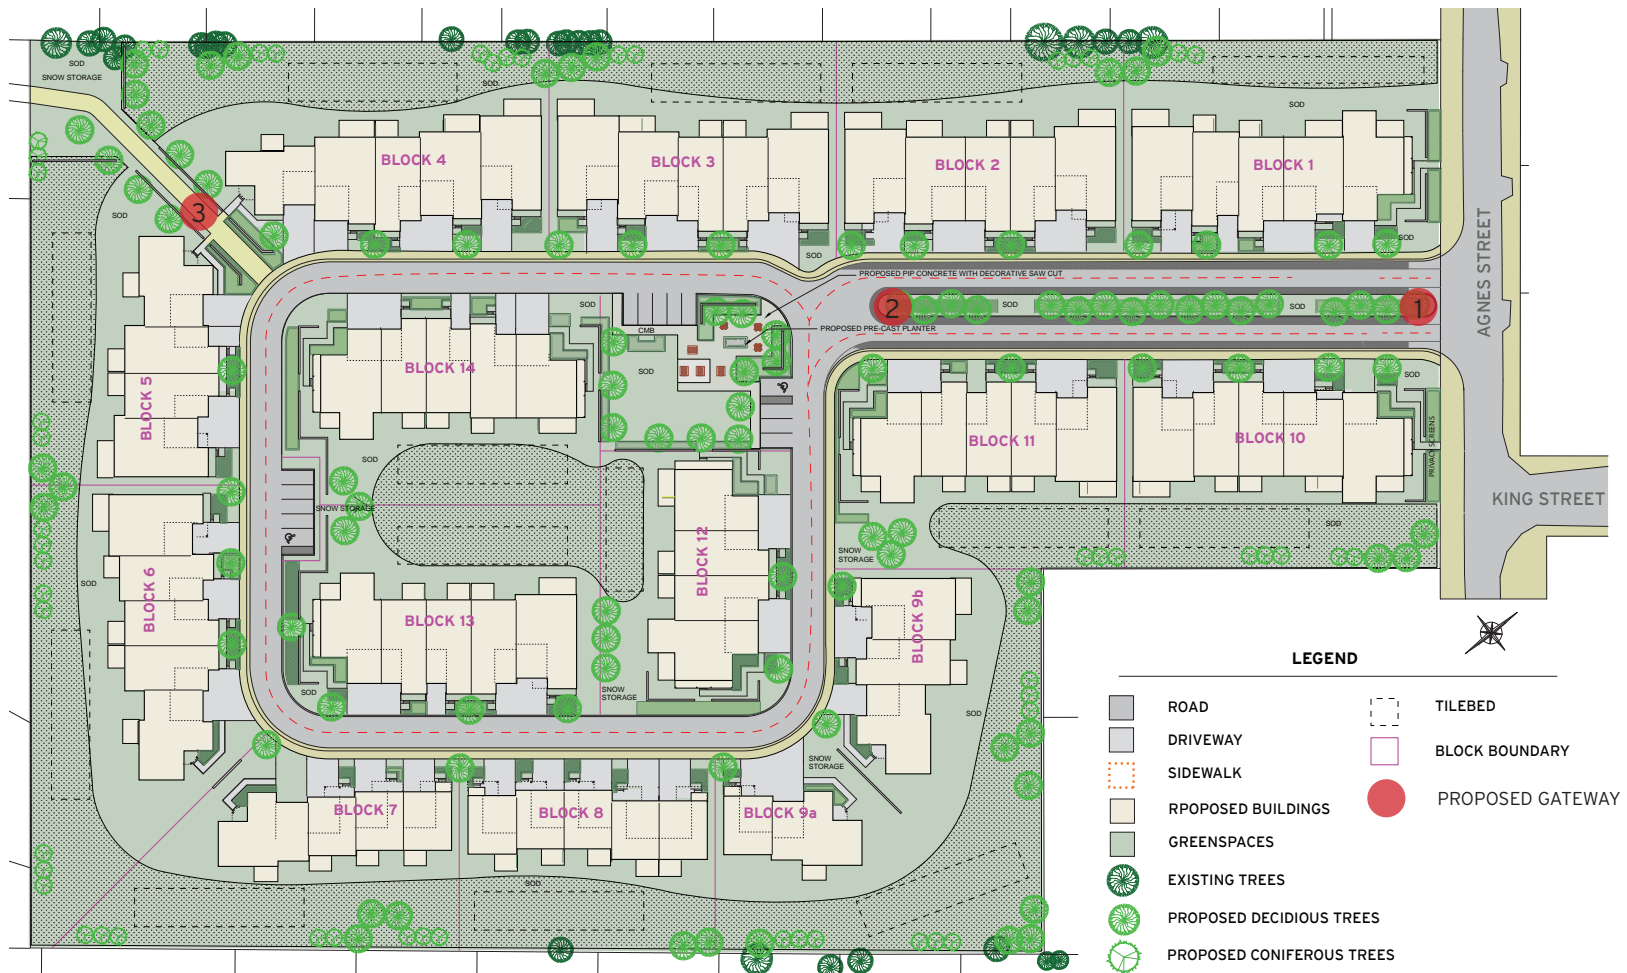 SOD
SNOW STORAGE
SOD
SOD
BLOCK 4
BLOCK 3
BLOCK 2
BLOCK 1
3
SOD
SOD
SOD
AGNES STREET
PROPOSED PIP CONCRETE WITH DECORATIVE SAW CUT
2
SOD
SOD
1
SOD
CMB
PROPOSED PRE-CAST PLANTER
SOD
BLOCK 14
SOD
BLOCK 5
BLOCK 11
BLOCK 10
PRIVACY SCREENS
SOD
SNOW STORAGE
KING STREET
SOD
SNOW
STORAGE
BLOCK 12
SOD
BLOCK 6
BLOCK 13
BLOCK 9b
SOD
SNOW
STORAGE
SOD
SNOW
STORAGE
BLOCK 7
BLOCK 8
BLOCK 9a
SOD
LEGEND
ROAD
DRIVEWAY
SIDEWALK
RPOPOSED BUILDINGS
GREENSPACES
EXISTING TREES
PROPOSED DECIDIOUS TREES
PROPOSED CONIFEROUS TREES
TILEBED
BLOCK BOUNDARY
PROPOSED GATEWAY